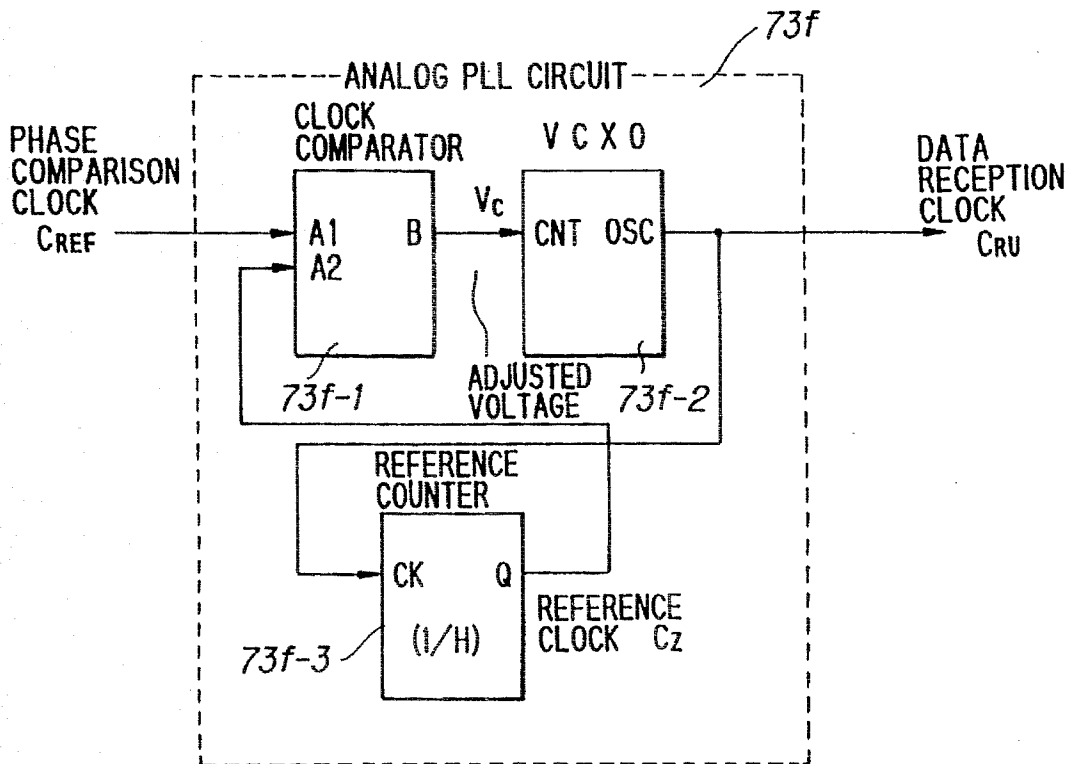 73f
ANALOG PLL CIRCUIT
PHASE
COMPARISON
CLOCK
CREF
CLOCK
COMPARATOR
A1
A2
B
73f-1
VC
ADJUSTED
VOLTAGE
V C X O
CNT OSC
73f-2
DATA
RECEPTION
CLOCK
CRU
REFERENCE
COUNTER
CK Q
(1/H)
73f-3
REFERENCE
CLOCK CZ